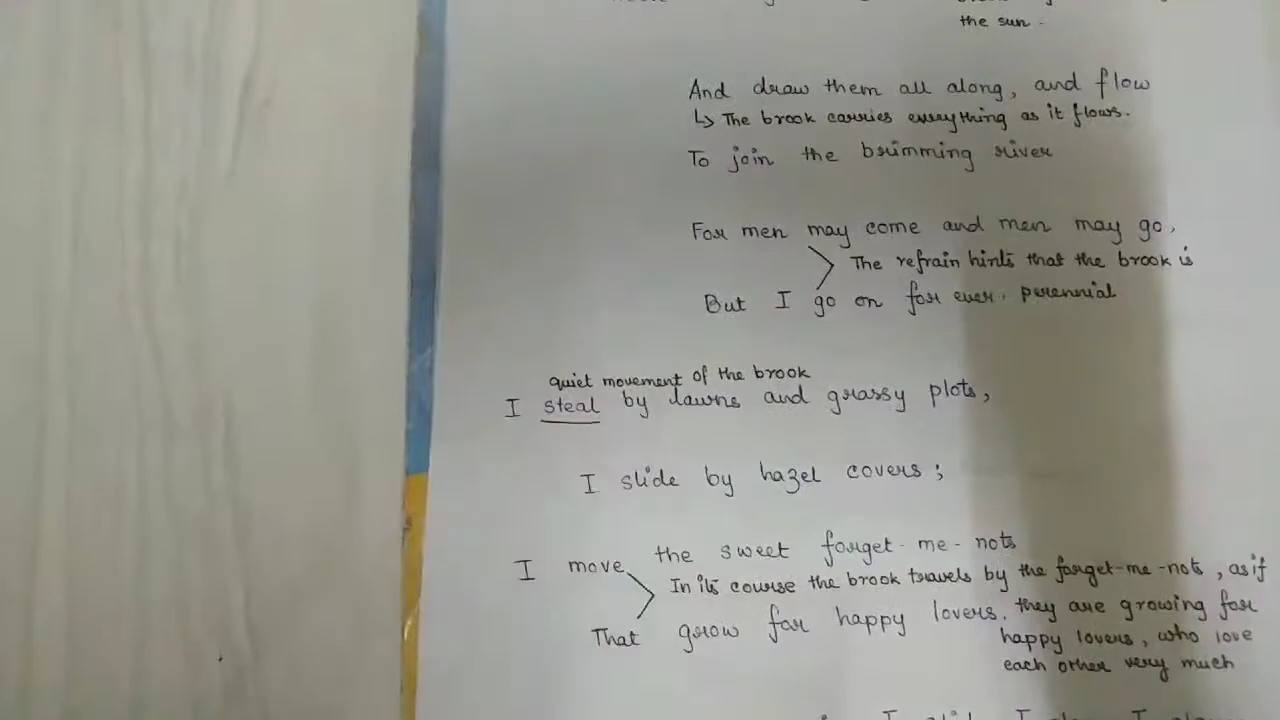 the sun.
And draw them all along, and flow
↳ The brook carries everything as it flows.
To join the brimming river
For men may come and men may go,
The refrain hints that the brook is
But I go on for ever. perennial
quiet movement of the brook
I steal by lawns and grassy plots,
I slide by hazel covers;
I move the sweet forget-me-nots
In its course the brook travels by the forget-me-nots, as if
That grow for happy lovers. they are growing for
happy lovers, who love
each other very much